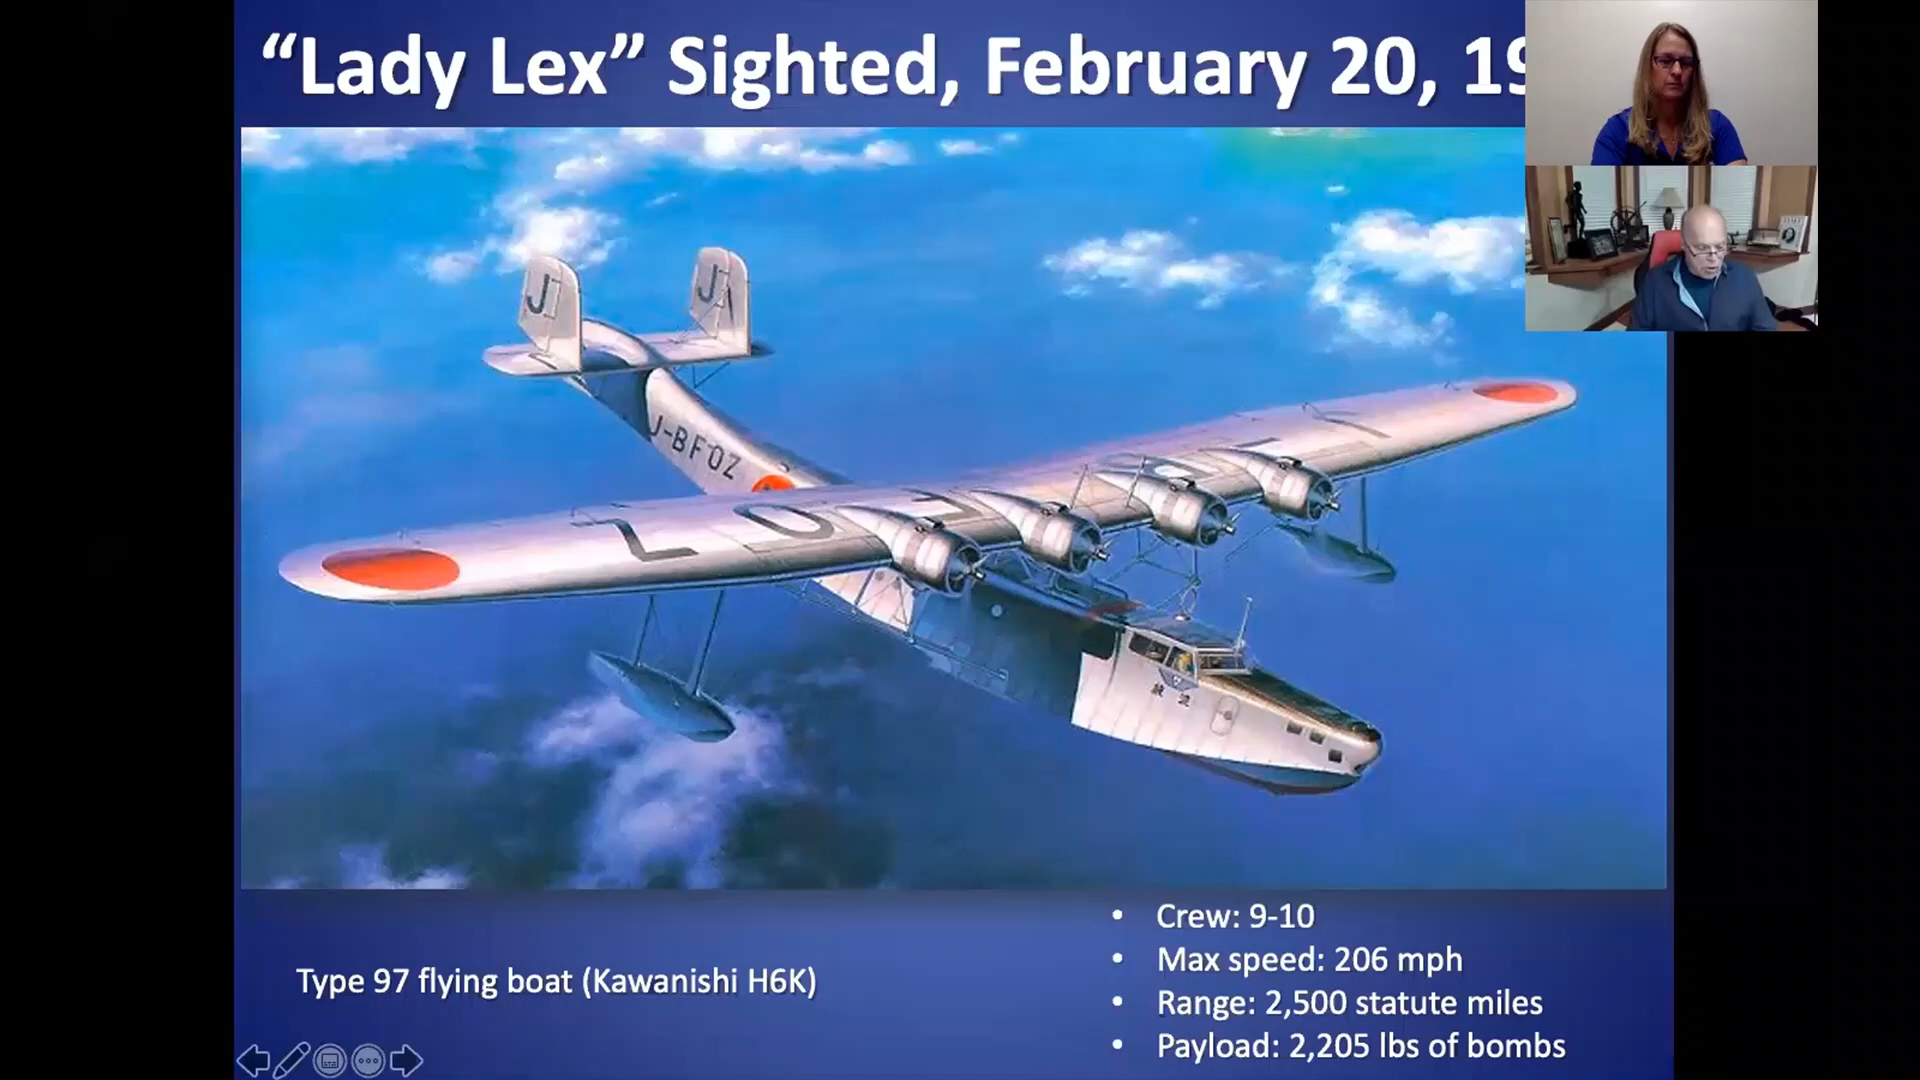 “Lady Lex” Sighted, February 20, 19
J
J
J-BFOZ
Type 97 flying boat (Kawanishi H6K)
• Crew: 9-10
• Max speed: 206 mph
• Range: 2,500 statute miles
• Payload: 2,205 lbs of bombs